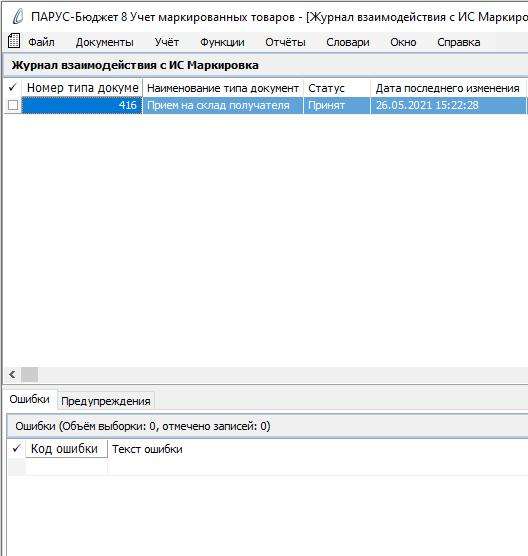 ПАРУС-Бюджет 8 Учет маркированных товаров - [Журнал взаимодействия с ИС Маркиро
Файл Документы Учёт Функции Отчёты Словари Окно Справка
Журнал взаимодействия с ИС Маркировка
✓ Номер типа докуме Наименование типа документ Статус Дата последнего изменения
416 Прием на склад получателя Принят 26.05.2021 15:22:28
Ошибки Предупреждения
Ошибки (Объём выборки: 0, отмечено записей: 0)
✓ Код ошибки Текст ошибки